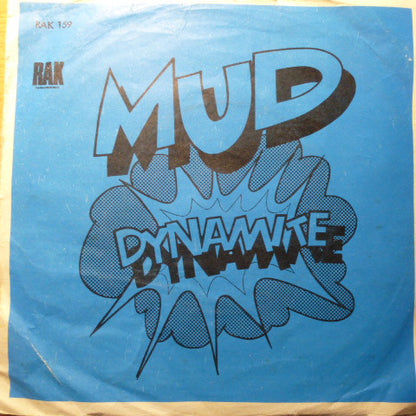 RAK 159
RAK
MUD
DYNAMITE